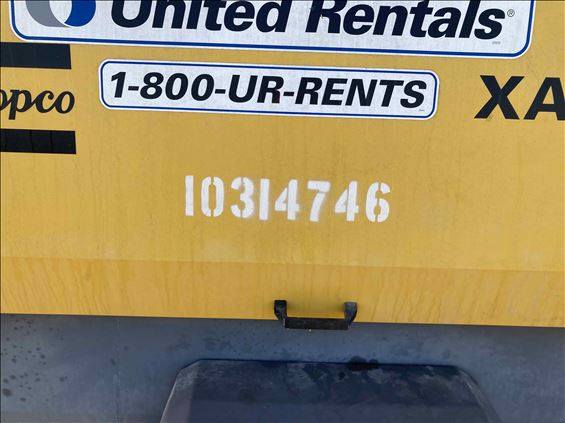 United Rentals®
1-800-UR-RENTS
opco
XA
10314746